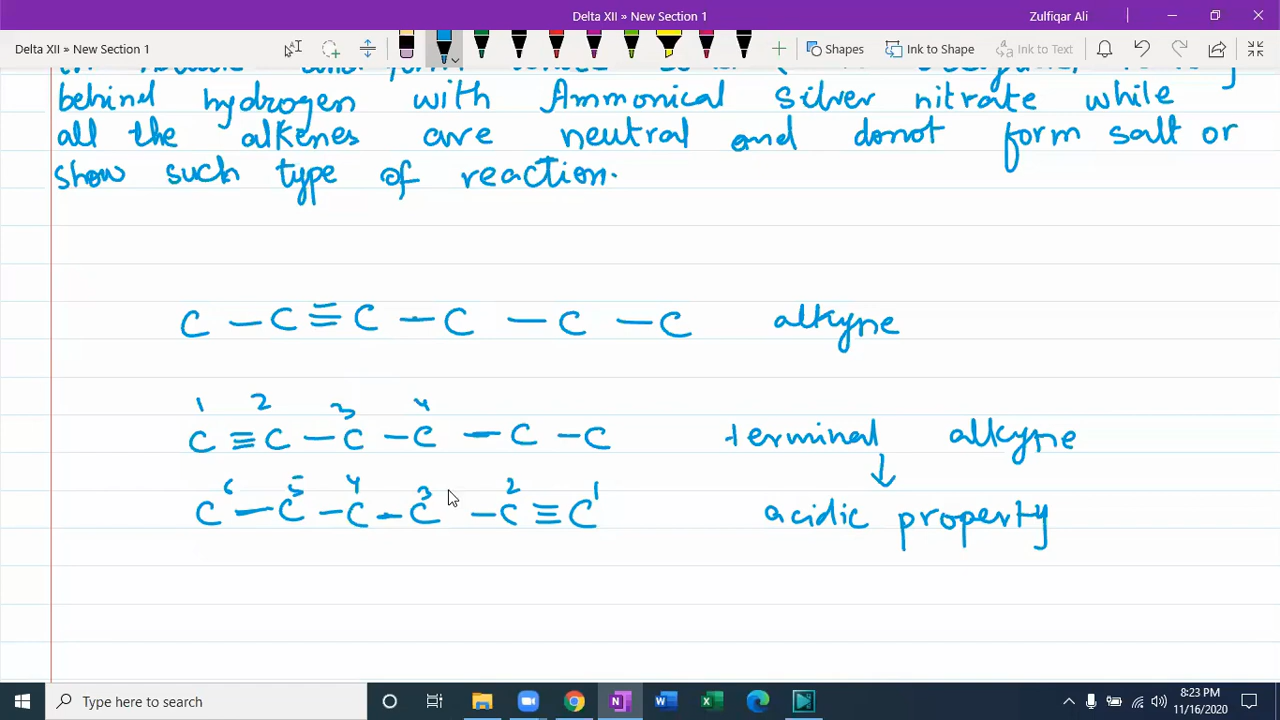 Delta XII » New Section 1
Zulfiqar Ali
Delta XII » New Section 1
Shapes
Ink to Shape
Ink to Text
behind hydrogen with Ammonical silver nitrate while
all the alkenes are neutral and donot form salt or
show such type of reaction.
C — C ≡ C — C — C — C alkyne
1 2 3 4
C ≡ C — C — C — C — C terminal alkyne
↓
6 5 4 3 2 1
C — C — C — C — C ≡ C acidic property
Type here to search
8:23 PM
11/16/2020